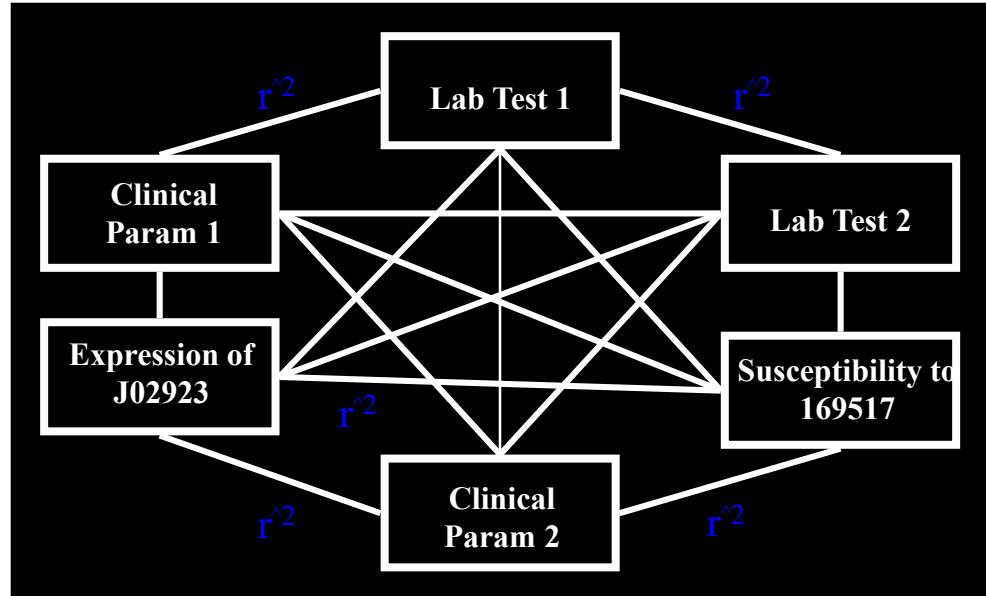 r^2
Lab Test 1
r^2
Clinical
Param 1
Lab Test 2
Expression of
J02923
Susceptibility to
169517
r^2
r^2
Clinical
Param 2
r^2